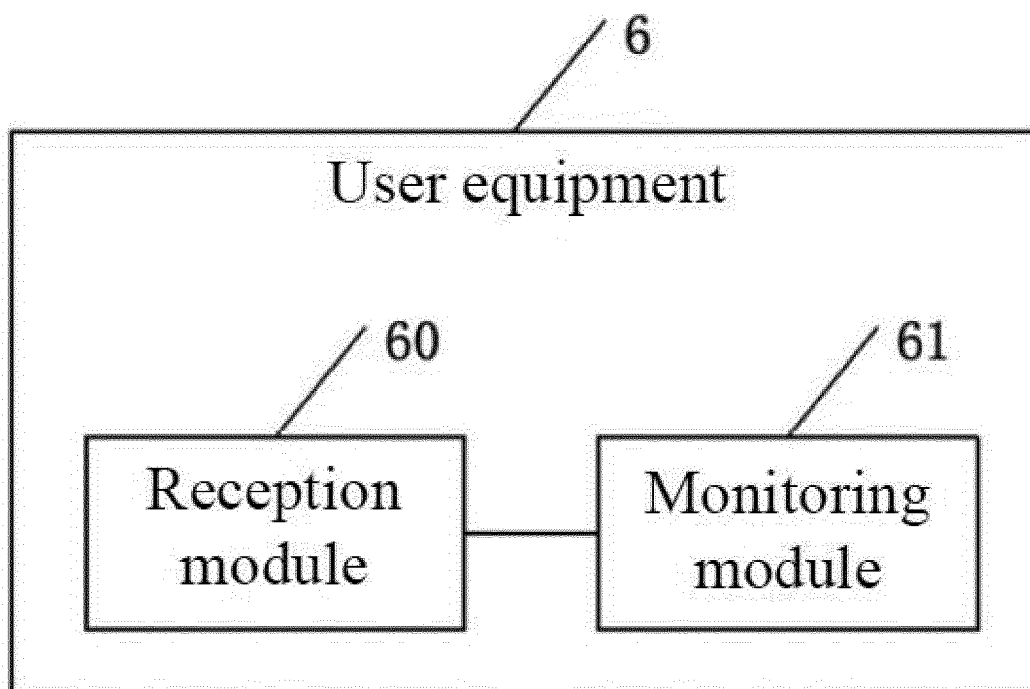 6
User equipment
60
61
Reception
module
Monitoring
module